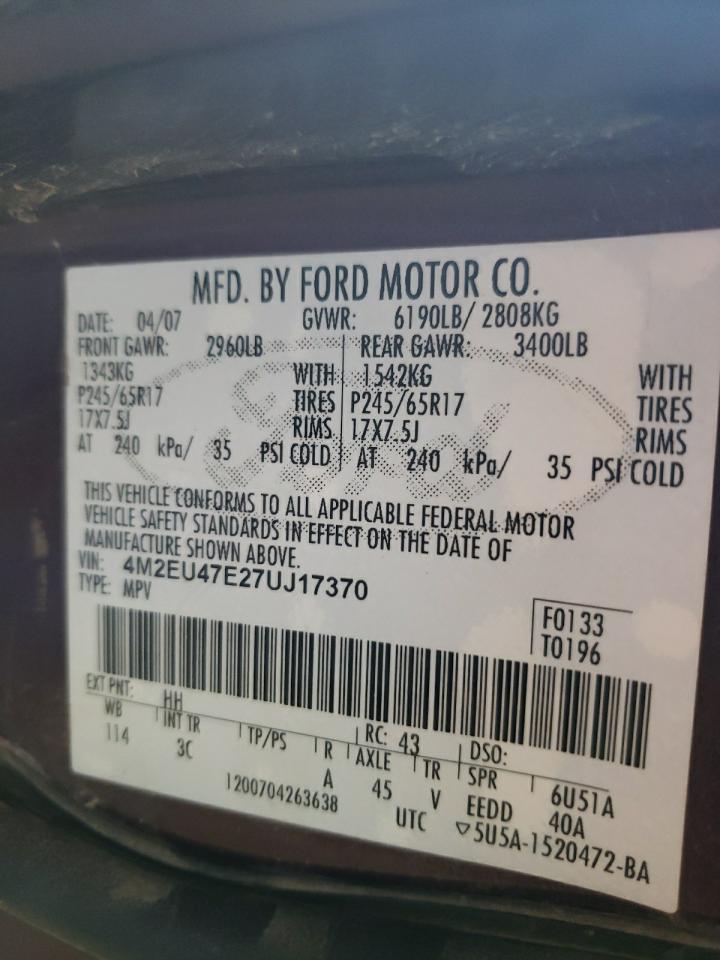 MFD. BY FORD MOTOR CO.
DATE: 04/07 GVWR: 6190LB/ 2808KG
FRONT GAWR: 2960LB REAR GAWR: 3400LB
1343KG WITH 1542KG WITH
P245/65R17 TIRES P245/65R17 TIRES
17X7.5J RIMS 17X7.5J RIMS
AT 240 kPa/ 35 PSI COLD AT 240 kPa/ 35 PSI COLD
THIS VEHICLE CONFORMS TO ALL APPLICABLE FEDERAL MOTOR
VEHICLE SAFETY STANDARDS IN EFFECT ON THE DATE OF
MANUFACTURE SHOWN ABOVE.
VIN: 4M2EU47E27UJ17370
TYPE: MPV
F0133
T0196
EXT PNT: HH RC: 43 DSO:
WB INT TR TP/PS R AXLE TR SPR 6U51A
114 3C A 45 V EEDD 40A
1200704263638 UTC ▽5U5A-1520472-BA
Ford